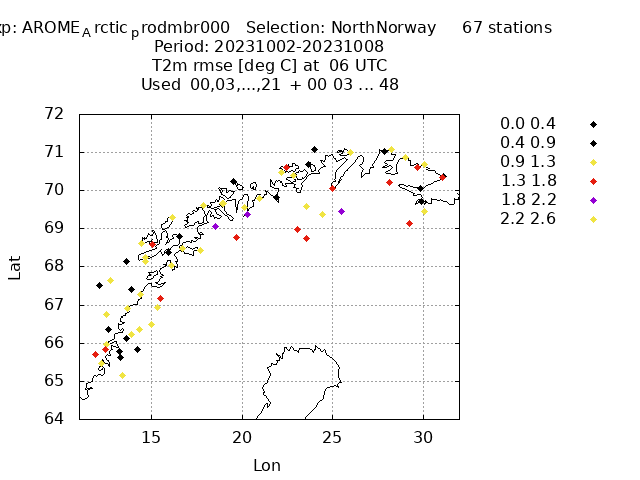 xp: AROME_Arctic_prodmbr000 Selection: NorthNorway 67 stations
Period: 20231002-20231008
T2m rmse [deg C] at 06 UTC
Used 00,03,...,21 + 00 03 ... 48
0.0 0.4
0.4 0.9
0.9 1.3
1.3 1.8
1.8 2.2
2.2 2.6
72
71
70
69
68
67
66
65
64
Lat
15 20 25 30
Lon